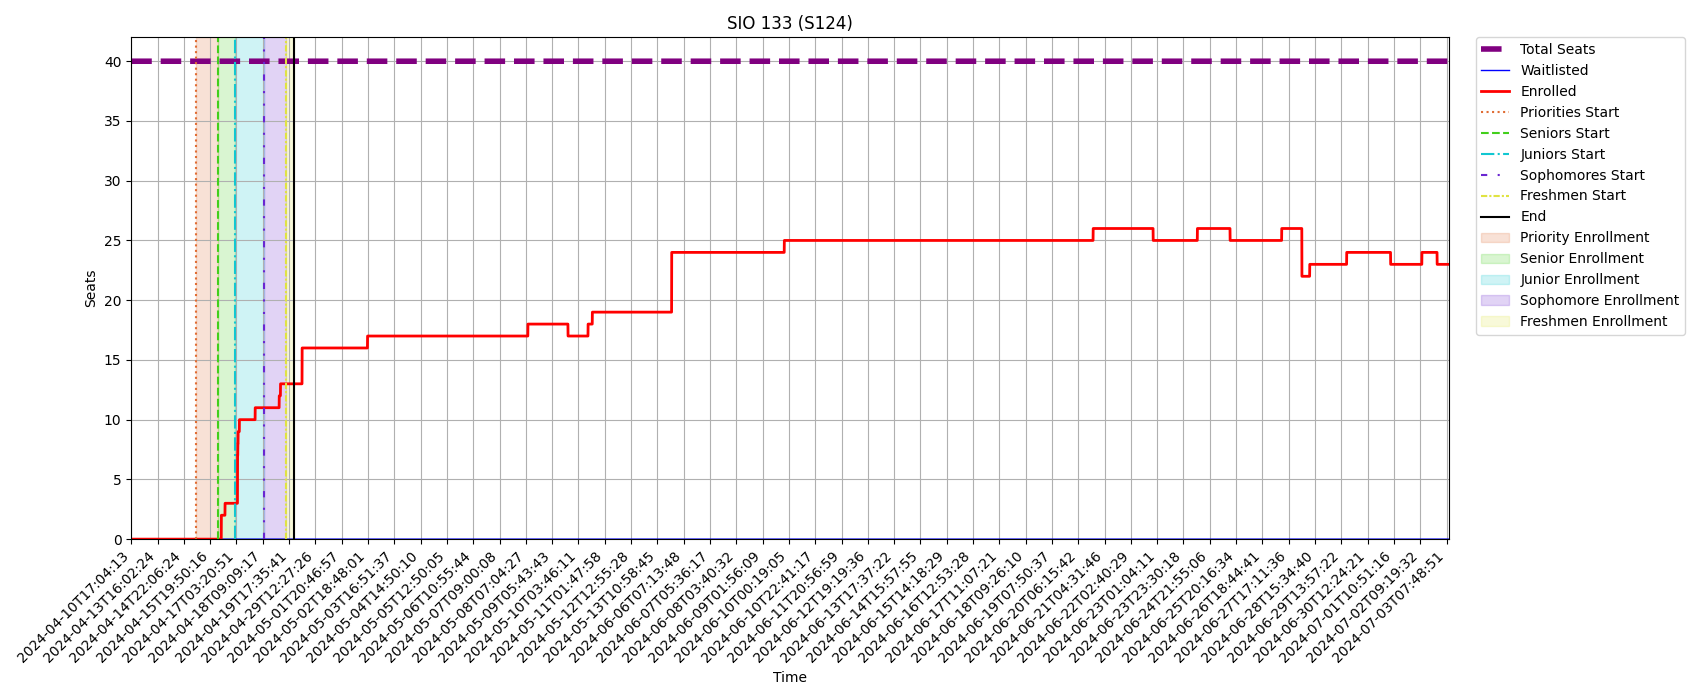 SIO 133 (S124)
Total Seats
Waitlisted
Enrolled
Priorities Start
Seniors Start
Juniors Start
Sophomores Start
Freshmen Start
End
Priority Enrollment
Senior Enrollment
Junior Enrollment
Sophomore Enrollment
Freshmen Enrollment
Seats
40
35
30
25
20
15
10
5
0
2024-04-10T17:04:13
2024-04-13T16:02:24
2024-04-14T22:06:24
2024-04-15T19:50:16
2024-04-17T03:20:51
2024-04-18T09:09:17
2024-04-19T17:35:41
2024-04-29T12:27:26
2024-05-01T20:46:57
2024-05-02T18:48:01
2024-05-03T16:51:37
2024-05-04T14:50:10
2024-05-05T12:50:05
2024-05-06T10:55:44
2024-05-07T09:00:08
2024-05-08T07:04:27
2024-05-09T05:43:43
2024-05-10T03:46:11
2024-05-11T01:47:58
2024-05-12T12:55:28
2024-05-13T10:58:45
2024-06-06T07:13:48
2024-06-07T05:36:17
2024-06-08T03:40:32
2024-06-09T01:56:09
2024-06-10T00:19:05
2024-06-10T22:41:17
2024-06-11T20:56:59
2024-06-12T19:19:36
2024-06-13T17:37:22
2024-06-14T15:57:55
2024-06-15T14:18:29
2024-06-16T12:53:28
2024-06-17T11:07:21
2024-06-18T09:26:10
2024-06-19T07:50:37
2024-06-20T06:15:42
2024-06-21T04:31:46
2024-06-22T02:40:29
2024-06-23T01:04:11
2024-06-23T23:30:18
2024-06-24T21:55:06
2024-06-25T20:16:34
2024-06-26T18:44:41
2024-06-27T17:11:36
2024-06-28T15:34:40
2024-06-29T13:57:22
2024-06-30T12:24:21
2024-07-01T10:51:16
2024-07-02T09:19:32
2024-07-03T07:48:51
Time